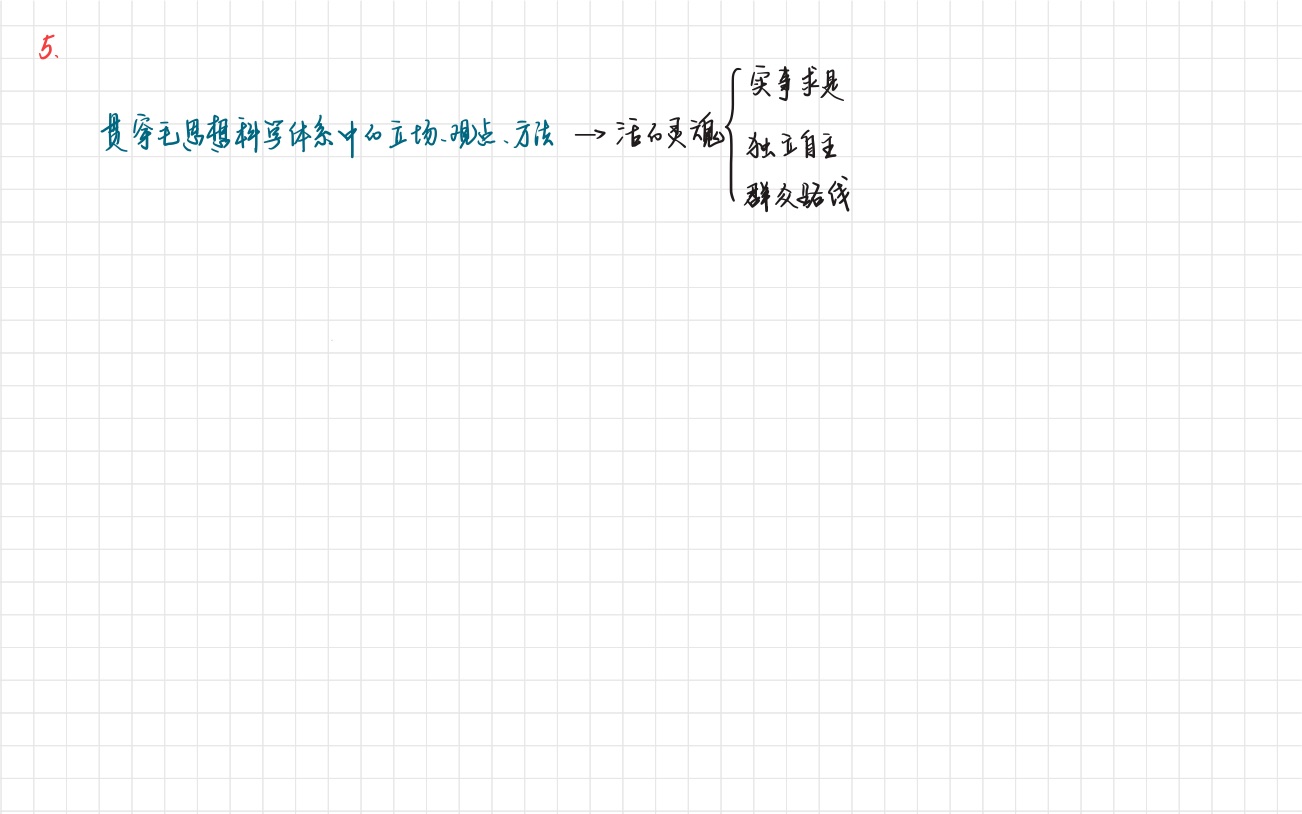 5.
实事求是
贯穿毛思想科学体系中的立场、观点、方法 → 活的灵魂
独立自主
群众路线